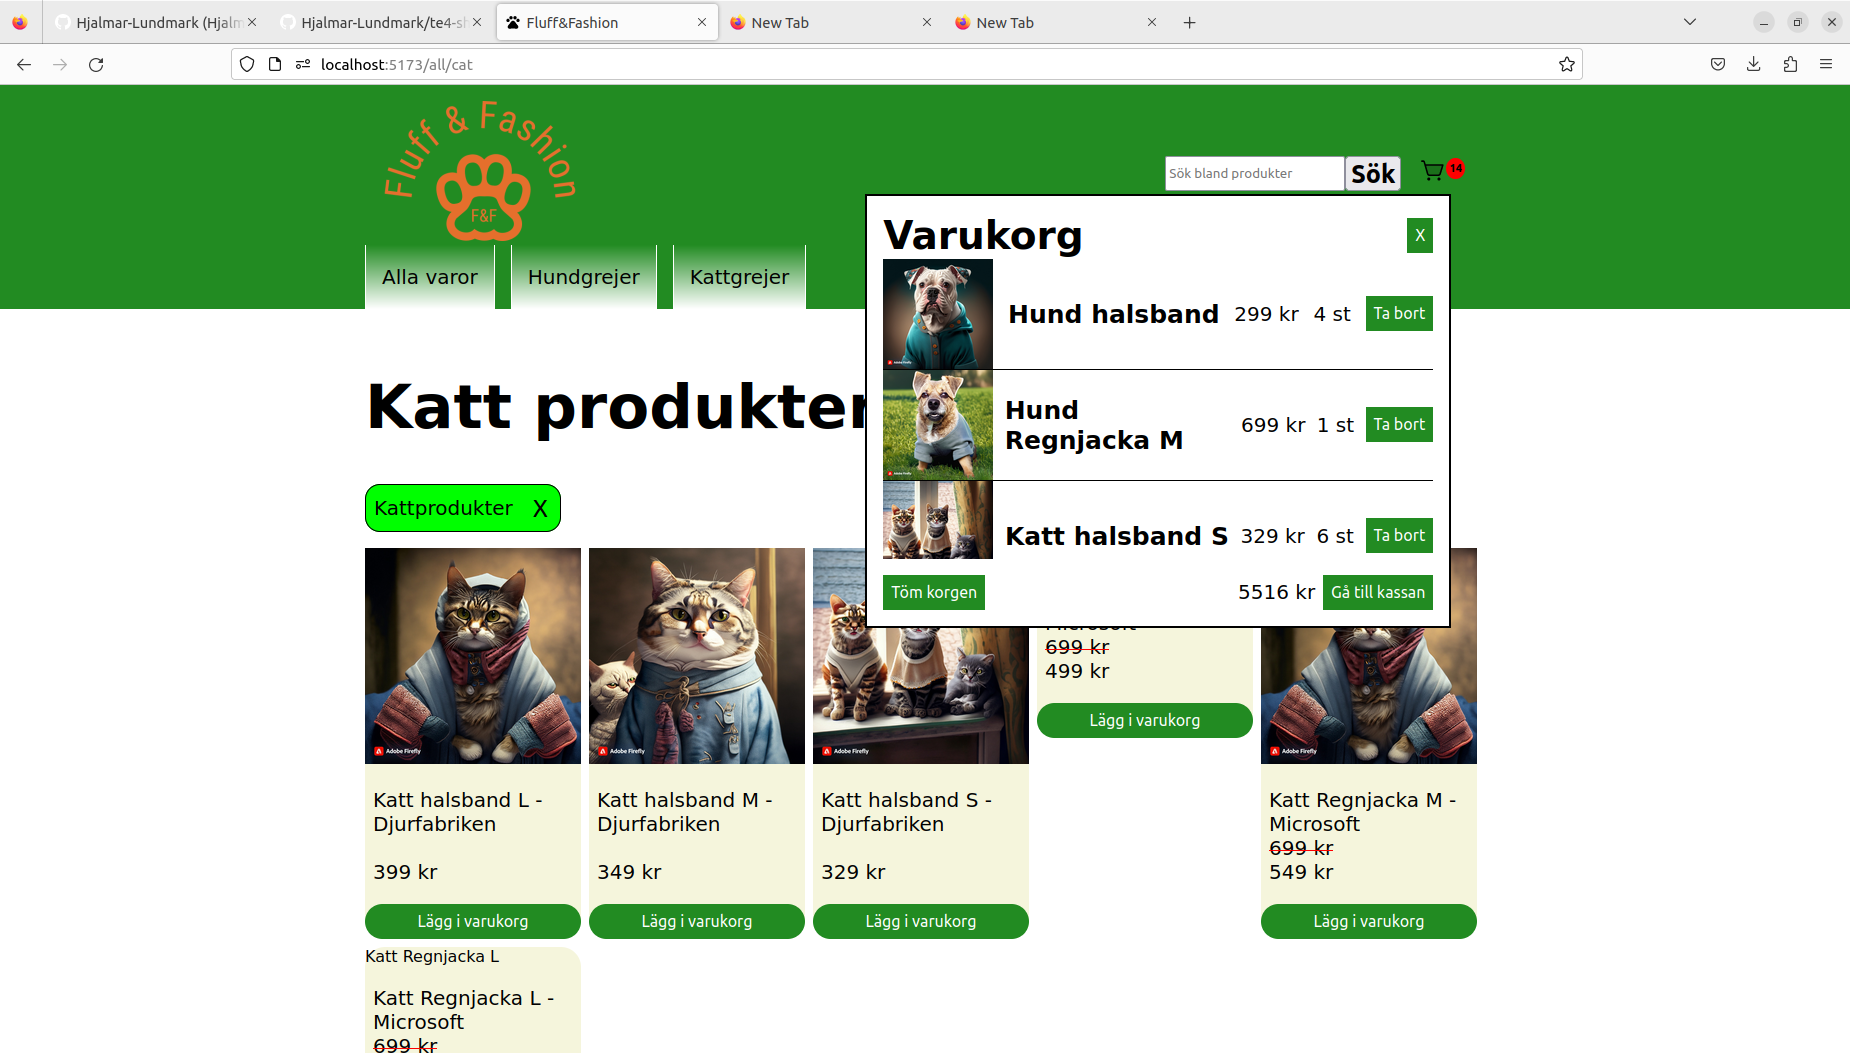 Hjalmar-Lundmark (Hjalm
Hjalmar-Lundmark/te4-sh
Fluff&Fashion
New Tab
New Tab
localhost:5173/all/cat
Fluff & Fashion
F&F
Sök bland produkter
Sök
14
Alla varor
Hundgrejer
Kattgrejer
Varukorg
X
Hund halsband
299 kr
4 st
Ta bort
Hund
Regnjacka M
699 kr
1 st
Ta bort
Katt halsband S
329 kr
6 st
Ta bort
Töm korgen
5516 kr
Gå till kassan
Katt produkter
Kattprodukter X
Adobe Firefly
Katt halsband L -
Djurfabriken
399 kr
Lägg i varukorg
Adobe Firefly
Katt halsband M -
Djurfabriken
349 kr
Lägg i varukorg
Adobe Firefly
Katt halsband S -
Djurfabriken
329 kr
Lägg i varukorg
Microsoft
699 kr
499 kr
Lägg i varukorg
Adobe Firefly
Katt Regnjacka M -
Microsoft
699 kr
549 kr
Lägg i varukorg
Katt Regnjacka L
Katt Regnjacka L -
Microsoft
699 kr